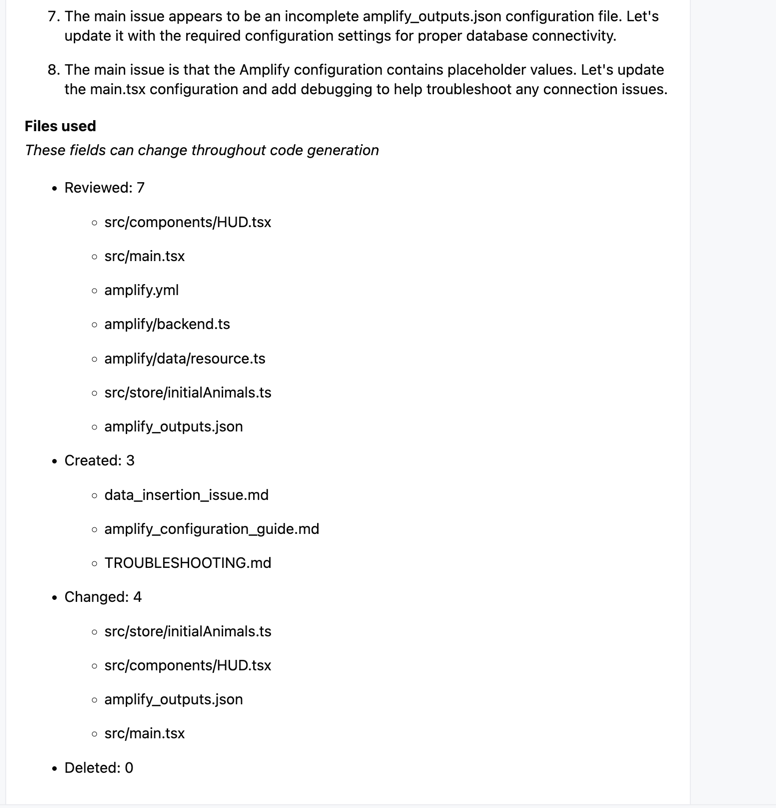 7. The main issue appears to be an incomplete amplify_outputs.json configuration file. Let's
update it with the required configuration settings for proper database connectivity.
8. The main issue is that the Amplify configuration contains placeholder values. Let's update
the main.tsx configuration and add debugging to help troubleshoot any connection issues.
Files used
These fields can change throughout code generation
• Reviewed: 7
◦ src/components/HUD.tsx
◦ src/main.tsx
◦ amplify.yml
◦ amplify/backend.ts
◦ amplify/data/resource.ts
◦ src/store/initialAnimals.ts
◦ amplify_outputs.json
• Created: 3
◦ data_insertion_issue.md
◦ amplify_configuration_guide.md
◦ TROUBLESHOOTING.md
• Changed: 4
◦ src/store/initialAnimals.ts
◦ src/components/HUD.tsx
◦ amplify_outputs.json
◦ src/main.tsx
• Deleted: 0